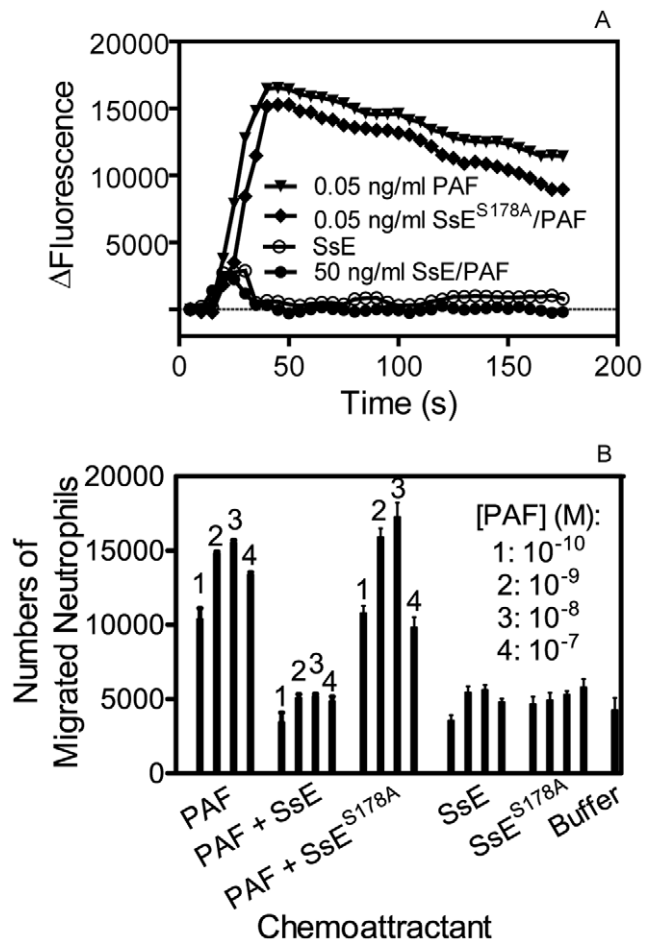 A
20000
15000
10000
5000
0
ΔFluorescence
0.05 ng/ml PAF
0.05 ng/ml SsE^S178A/PAF
SsE
50 ng/ml SsE/PAF
0 50 100 150 200
Time (s)
B
20000
15000
10000
5000
0
Numbers of
Migrated Neutrophils
1 2 3 4
1 2 3 4
1 2 3 4
[PAF] (M):
1: 10^-10
2: 10^-9
3: 10^-8
4: 10^-7
PAF
PAF + SsE
PAF + SsE^S178A
SsE
SsE^S178A
Buffer
Chemoattractant